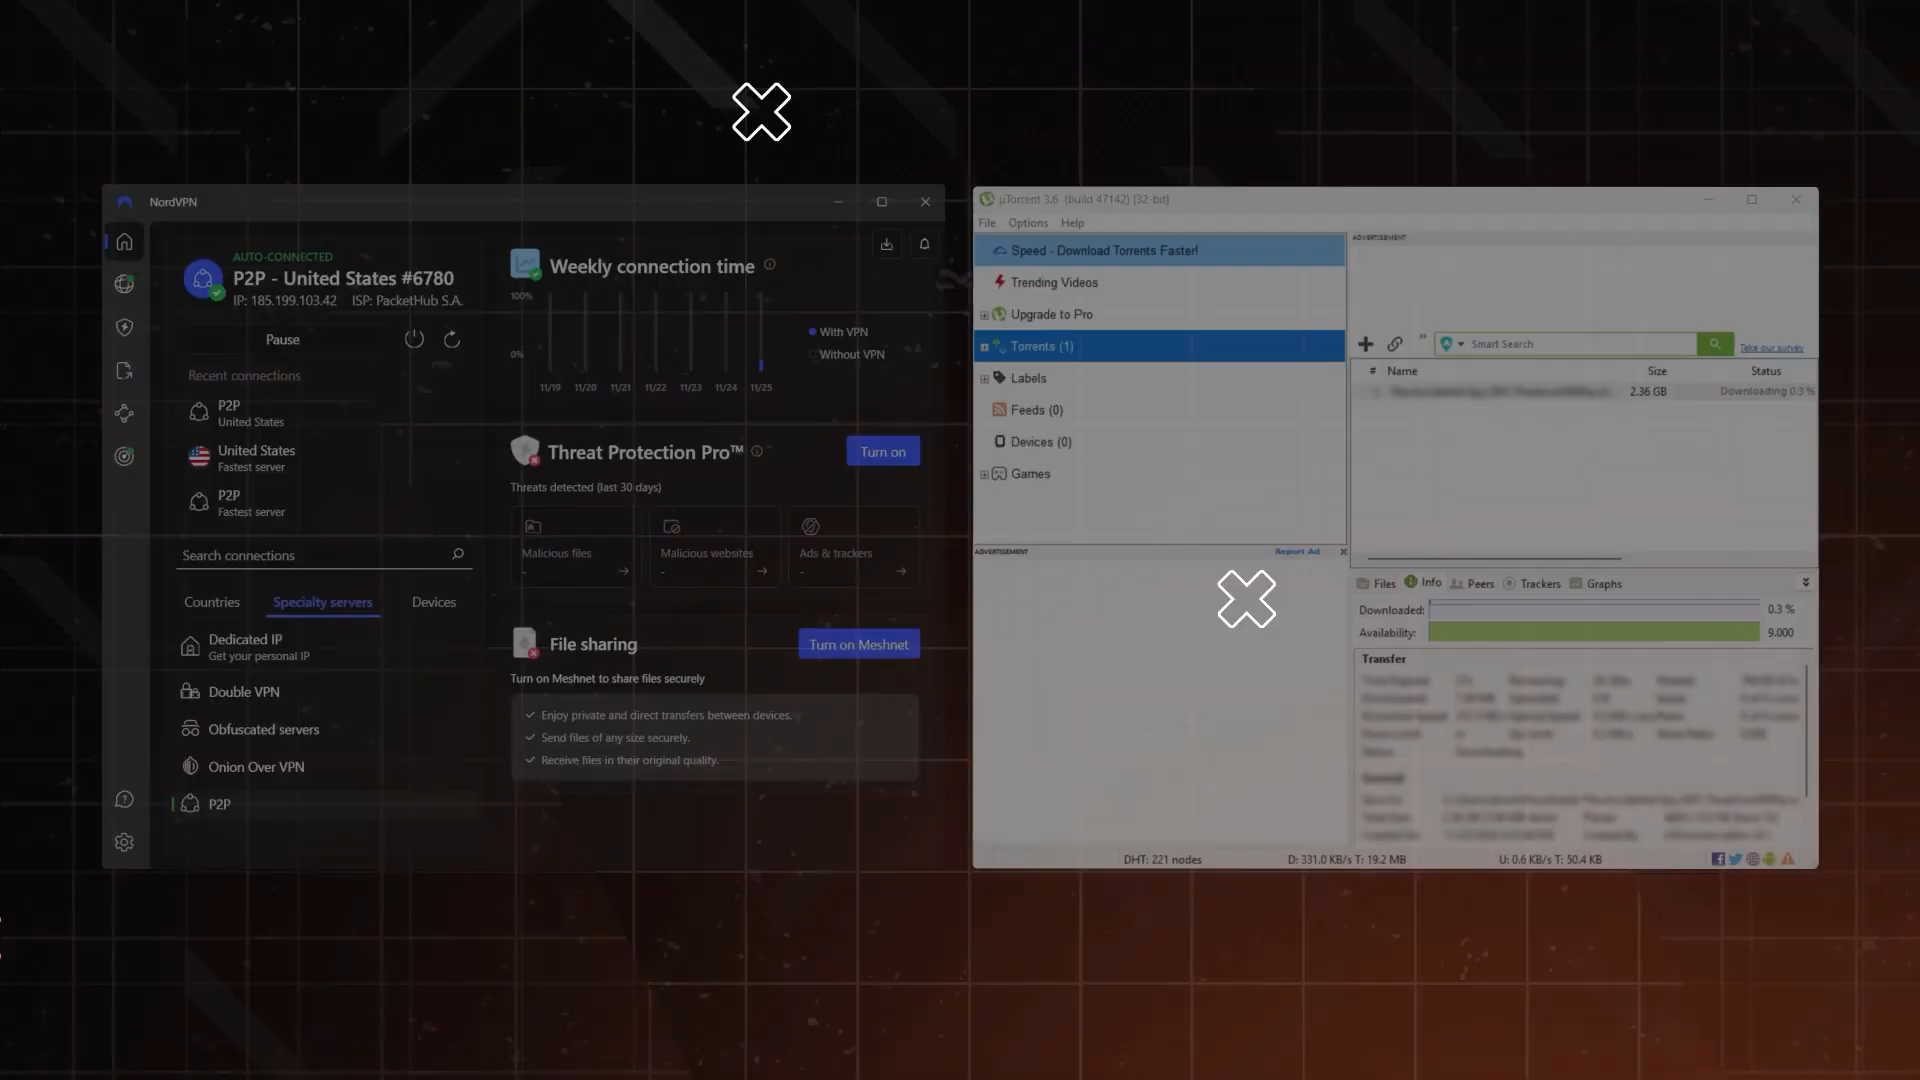 NordVPN
AUTO-CONNECTED
P2P - United States #6780
IP: 185.199.103.42 ISP: PacketHub S.A.
Pause
Recent connections
P2P
United States
United States
Fastest server
P2P
Fastest server
Search connections
Countries Specialty servers Devices
Dedicated IP
Get your personal IP
Double VPN
Obfuscated servers
Onion Over VPN
P2P
Weekly connection time
100%
0%
11/19 11/20 11/21 11/22 11/23 11/24 11/25
With VPN
Without VPN
Threat Protection Pro™
Turn on
Threats detected (last 30 days)
Malicious files
-
Malicious websites
-
Ads & trackers
-
File sharing
Turn on Meshnet
Turn on Meshnet to share files securely
Enjoy private and direct transfers between devices.
Send files of any size securely.
Receive files in their original quality.
µTorrent 3.6 (build 47142) [32-bit]
File Options Help
Speed - Download Torrents Faster!
Trending Videos
Upgrade to Pro
Torrents (1)
Labels
Feeds (0)
Devices (0)
Games
ADVERTISEMENT
Report Ad
ADVERTISEMENT
Smart Search
Take our survey
# Name Size Status
2.36 GB Downloading 0.3 %
Files Info Peers Trackers Graphs
Downloaded: 0.3 %
Availability: 9.000
Transfer
DHT: 221 nodes D: 331.0 KB/s T: 19.2 MB U: 0.6 KB/s T: 50.4 KB